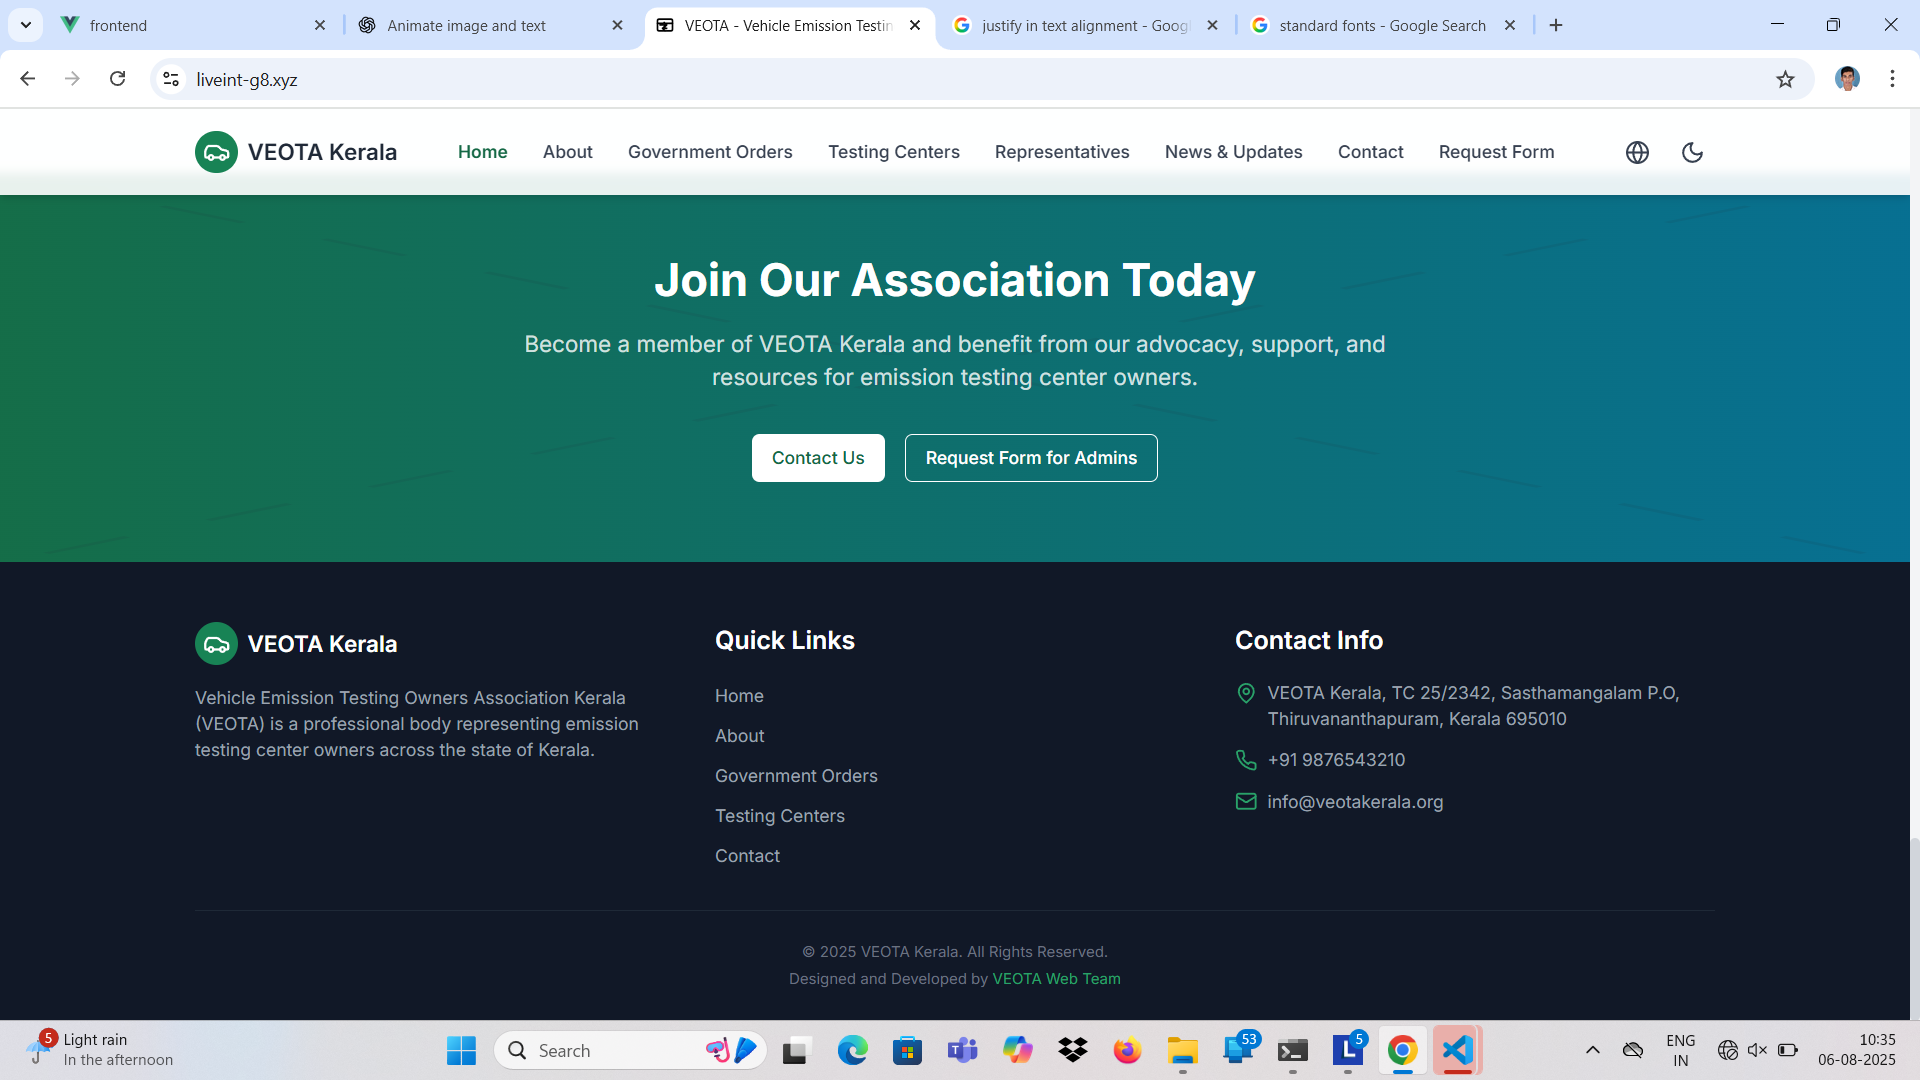 frontend
Animate image and text
VEOTA - Vehicle Emission Testin
justify in text alignment - Googl
standard fonts - Google Search
liveint-g8.xyz
VEOTA Kerala
Home
About
Government Orders
Testing Centers
Representatives
News & Updates
Contact
Request Form
Join Our Association Today
Become a member of VEOTA Kerala and benefit from our advocacy, support, and
resources for emission testing center owners.
Contact Us
Request Form for Admins
VEOTA Kerala
Vehicle Emission Testing Owners Association Kerala
(VEOTA) is a professional body representing emission
testing center owners across the state of Kerala.
Quick Links
Home
About
Government Orders
Testing Centers
Contact
Contact Info
VEOTA Kerala, TC 25/2342, Sasthamangalam P.O,
Thiruvananthapuram, Kerala 695010
+91 9876543210
info@veotakerala.org
© 2025 VEOTA Kerala. All Rights Reserved.
Designed and Developed by VEOTA Web Team
5
Light rain
In the afternoon
Search
53
L
5
ENG
IN
10:35
06-08-2025